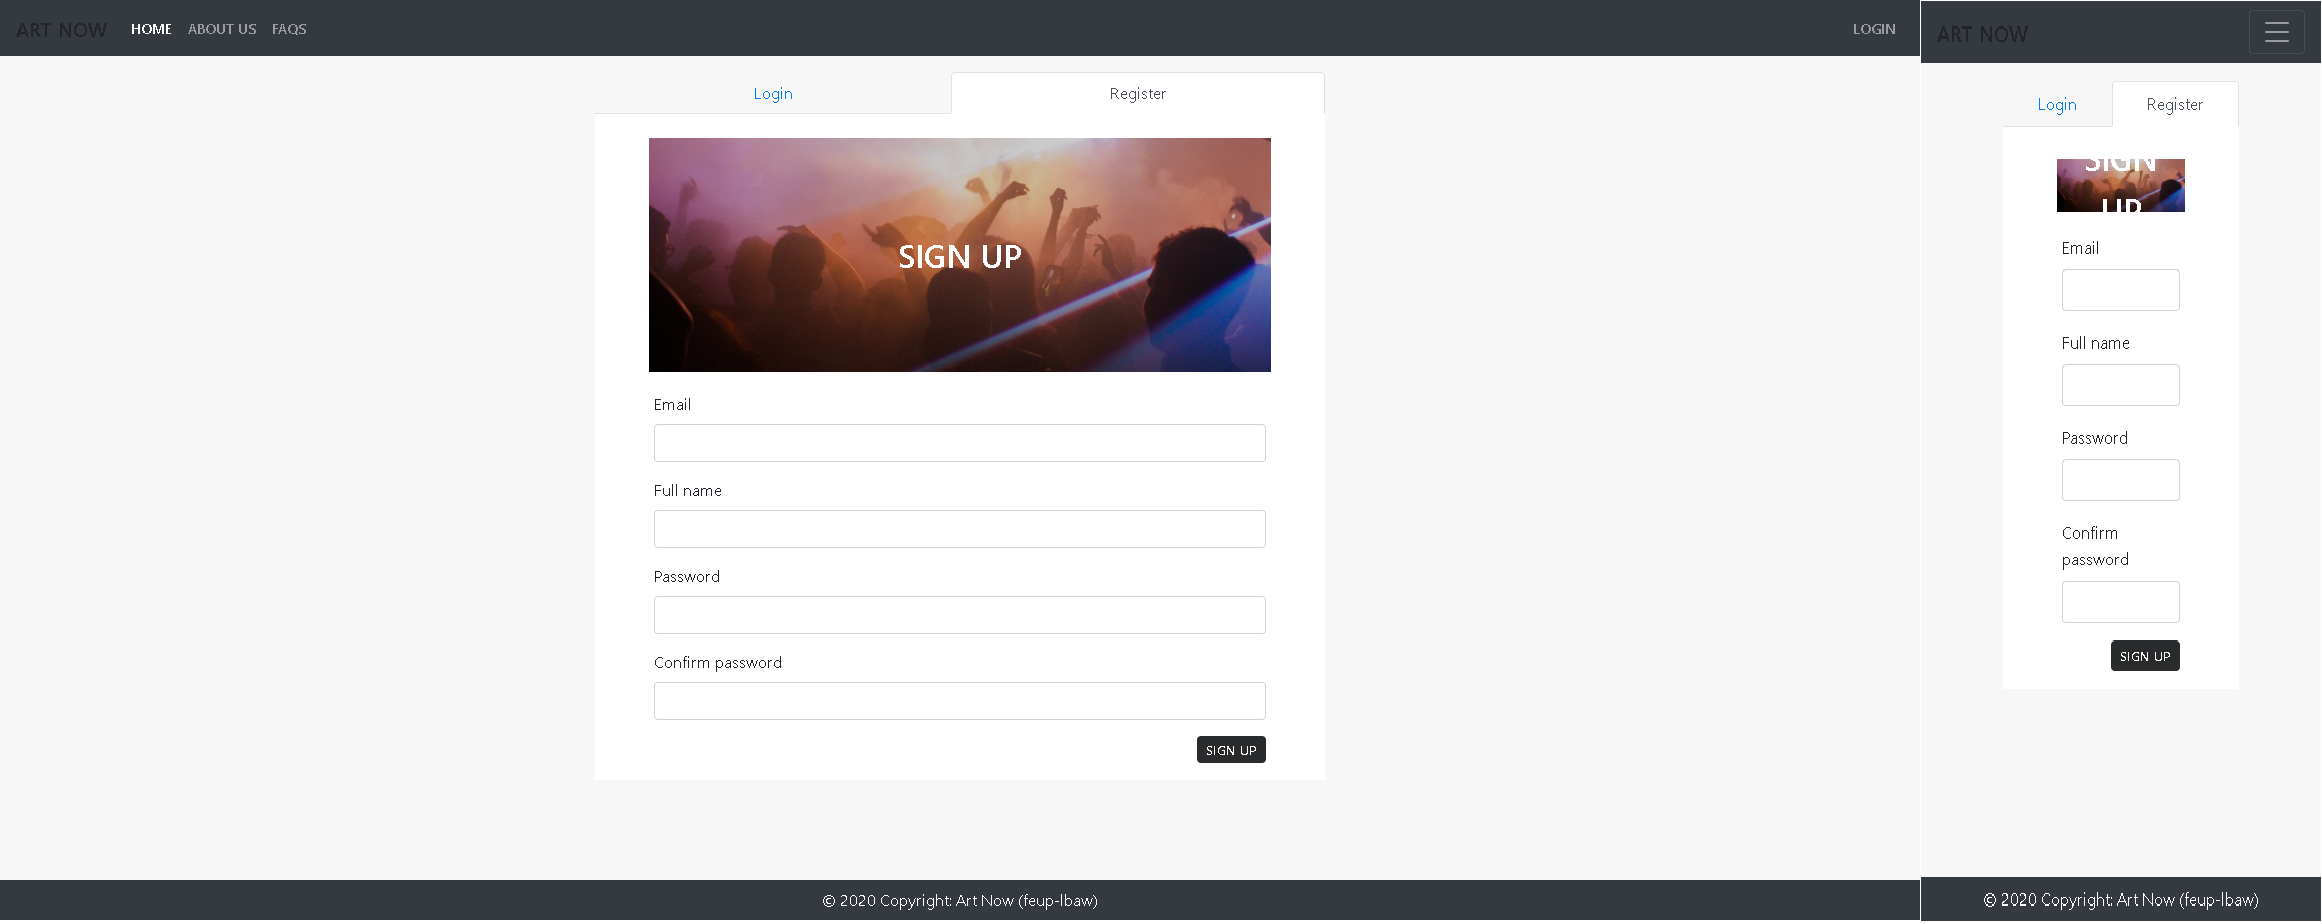 ART NOW HOME ABOUT US FAQS LOGIN
Login Register
SIGN UP
Email
Full name
Password
Confirm password
SIGN UP
© 2020 Copyright: Art Now (feup-lbaw)
ART NOW
Login Register
SIGN
UP
Email
Full name
Password
Confirm
password
SIGN UP
© 2020 Copyright: Art Now (feup-lbaw)